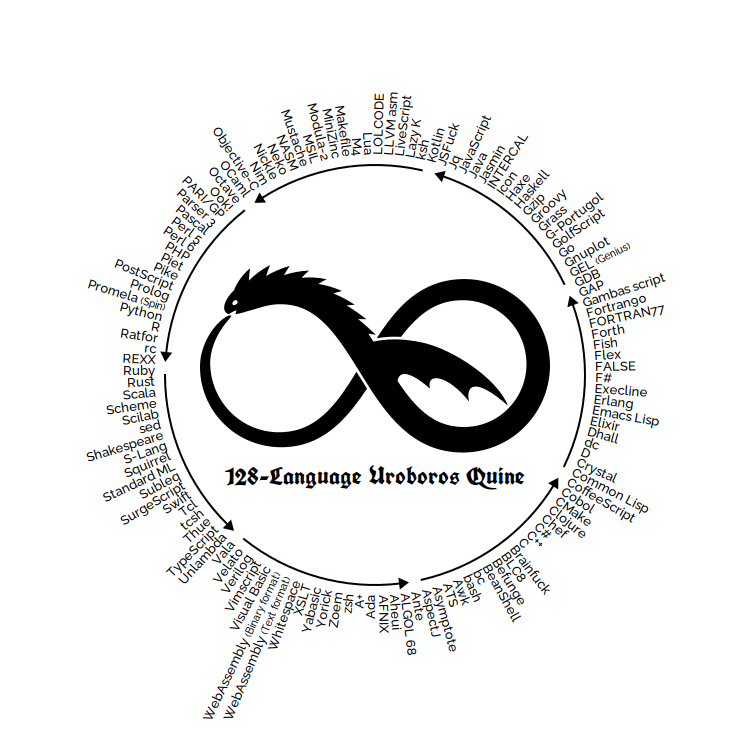 128-Language Uroboros Quine
Ruby
Rust
Scala
Scheme
Scilab
sed
Shakespeare
S-Lang
Squirrel
Standard ML
Subleq
SurgeScript
Swift
Tcl
tcsh
Thue
TypeScript
Unlambda
Vala
Velato
Verilog
Vimscript
Visual Basic
WebAssembly (Binary format)
WebAssembly (Text format)
Whitespace
XSLT
Yabasic
Yorick
Zoem
zsh
A+
Ada
AFNIX
Aheui
ALGOL 68
Ante
AspectJ
Asymptote
ATS
Awk
bash
bc
BeanShell
Befunge
BLC8
Brainfuck
C
C++
C#
Chef
Clojure
CMake
Cobol
CoffeeScript
Common Lisp
Crystal
D
dc
Dhall
Elixir
Emacs Lisp
Erlang
Execline
F#
FALSE
Flex
Fish
Forth
FORTRAN77
Fortran90
Gambas script
GAP
GDB
GEL (Genius)
Gnuplot
Go
GolfScript
G-Portugol
Grass
Groovy
Gzip
Haskell
Haxe
Icon
INTERCAL
Jasmin
Java
JavaScript
Jq
JSFuck
Kotlin
ksh
Lazy K
LiveScript
LLVM asm
LOLCODE
Lua
M4
Makefile
MiniZinc
Modula-2
MSIL
Mustache
NASM
Neko
Nickle
Nim
Objective-C
OCaml
Octave
Ook!
PARI/GP
Parser 3
Pascal
Perl 5
Perl 6
PHP
Piet
Pike
PostScript
Prolog
Promela (Spin)
Python
R
Ratfor
rc
REXX